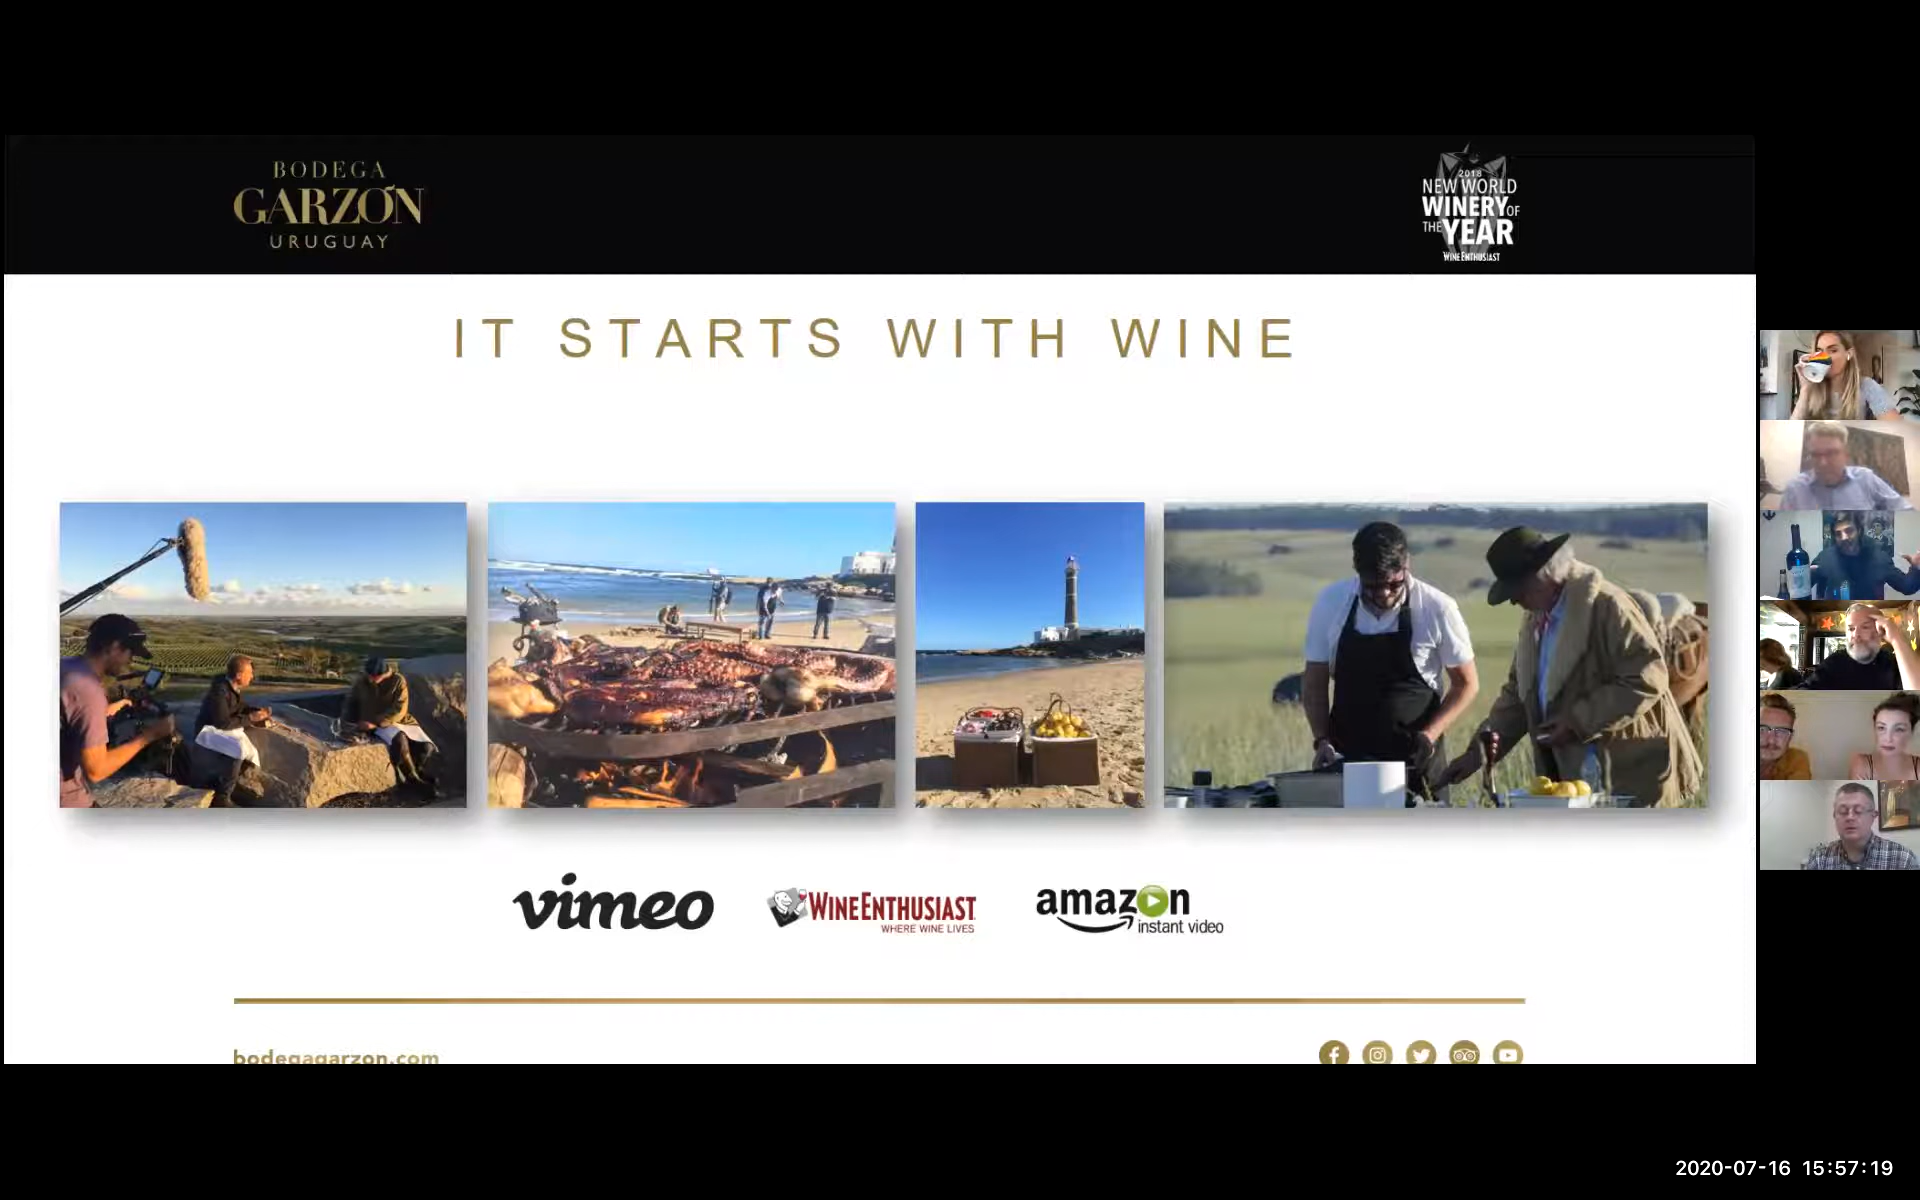 BODEGA
GARZÓN
URUGUAY
2018
NEW WORLD
WINERY OF
THE YEAR
WINE ENTHUSIAST
IT STARTS WITH WINE
vimeo
WINEENTHUSIAST
WHERE WINE LIVES
amazon
instant video
bodegagarzon.com
2020-07-16 15:57:19